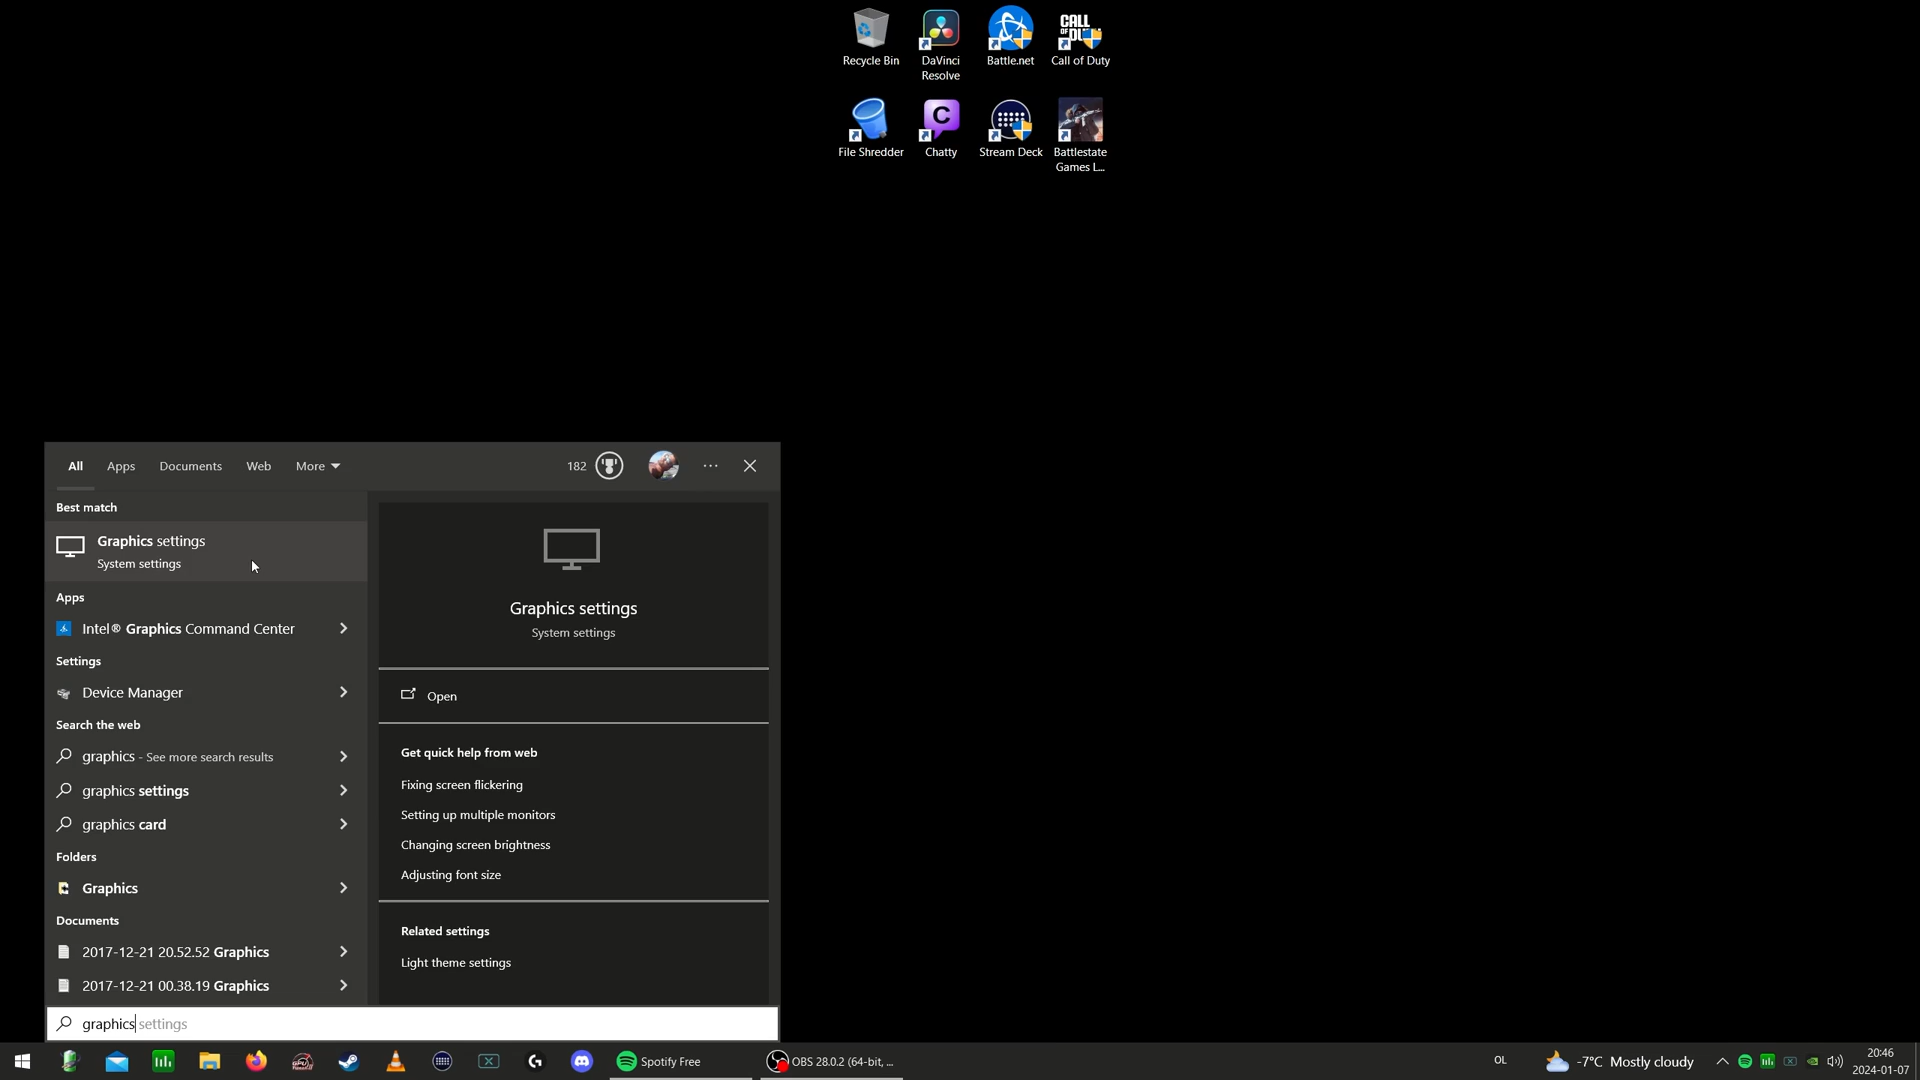 Recycle Bin
DaVinci
Resolve
Battle.net
CALL
OF DUTY
Call of Duty
File Shredder
C
Chatty
Stream Deck
Battlestate
Games L...
All
Apps
Documents
Web
More
182
Best match
Graphics settings
System settings
Apps
Intel® Graphics Command Center
Settings
Device Manager
Search the web
graphics - See more search results
graphics settings
graphics card
Folders
Graphics
Documents
2017-12-21 20.52.52 Graphics
2017-12-21 00.38.19 Graphics
graphics settings
Graphics settings
System settings
Open
Get quick help from web
Fixing screen flickering
Setting up multiple monitors
Changing screen brightness
Adjusting font size
Related settings
Light theme settings
Spotify Free
OBS 28.0.2 (64-bit, ...
OL
-7°C Mostly cloudy
20:46
2024-01-07